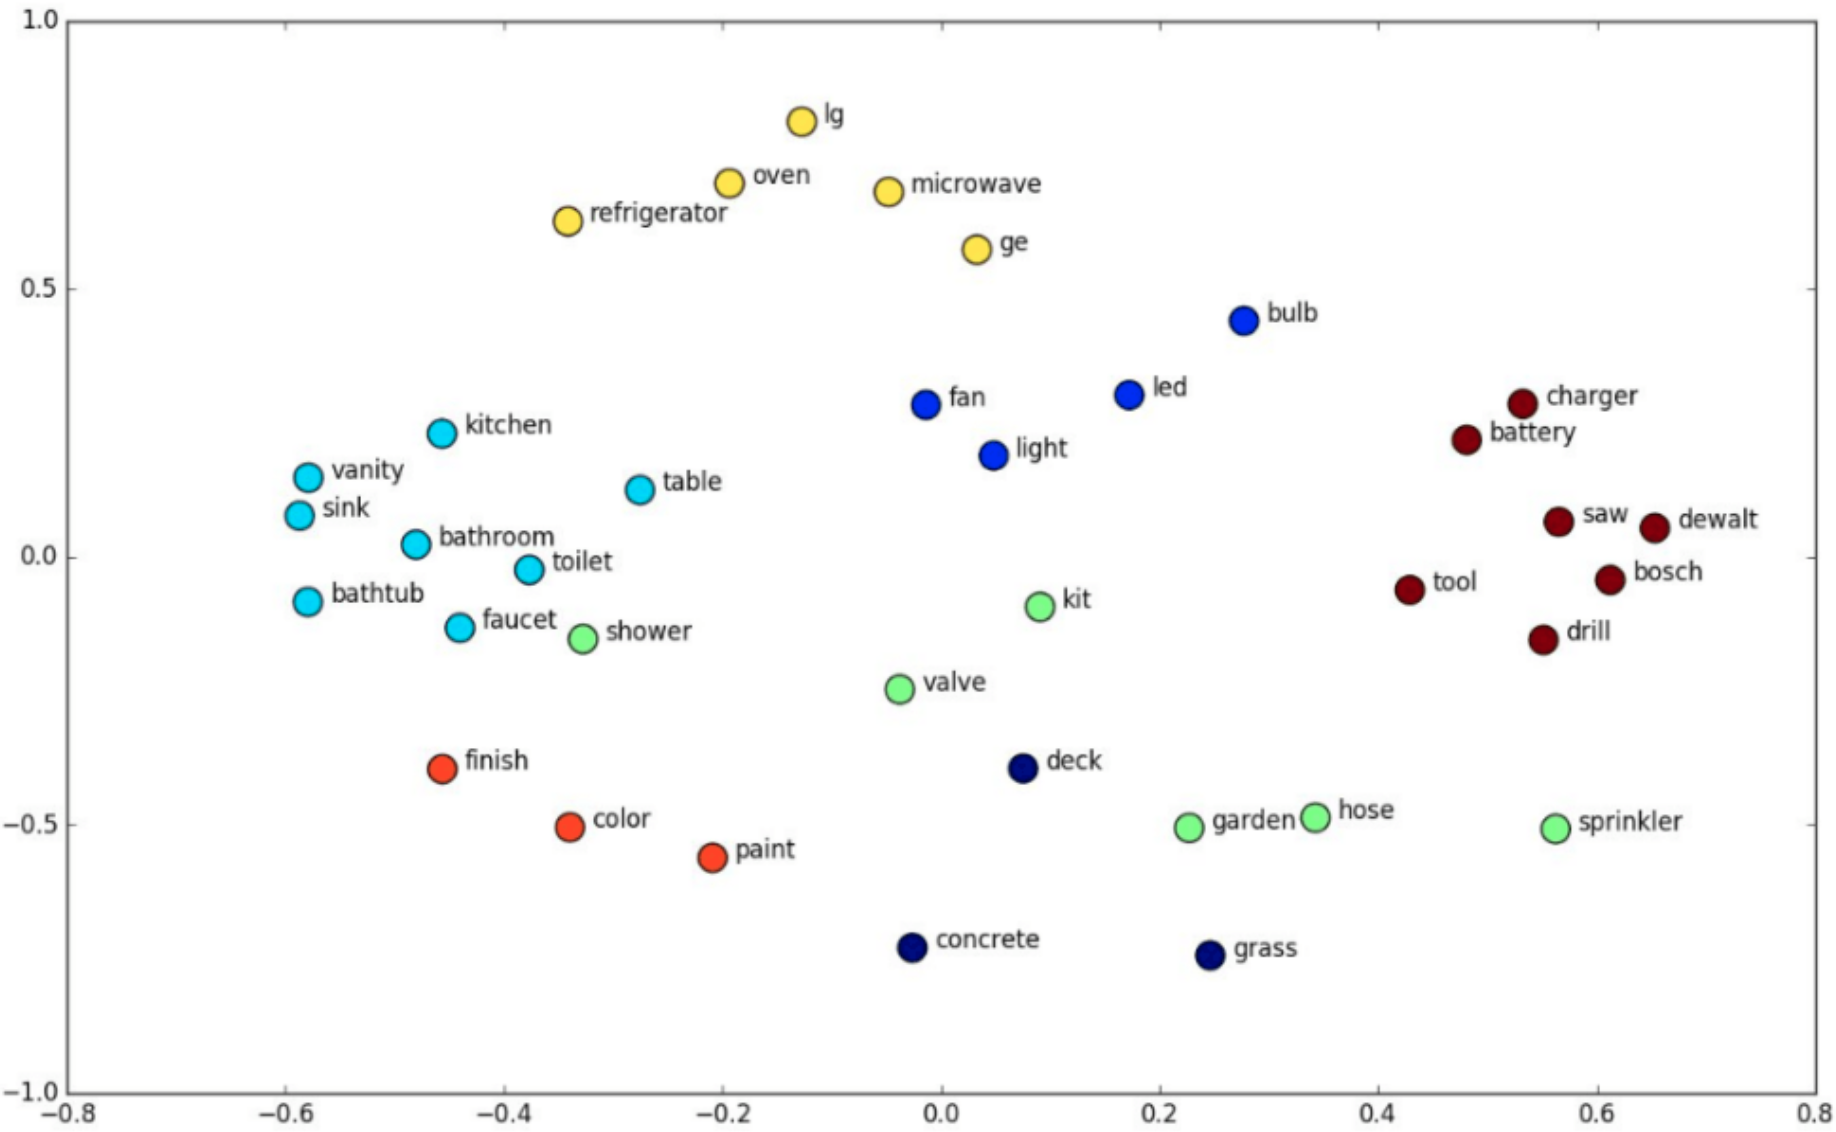 1.0
lg
oven
microwave
refrigerator
ge
0.5
bulb
fan
led
charger
kitchen
battery
light
vanity
table
sink
saw
dewalt
bathroom
0.0
toilet
bosch
tool
bathtub
kit
faucet
shower
drill
valve
finish
deck
color
garden
hose
sprinkler
−0.5
paint
concrete
grass
−1.0
−0.8 −0.6 −0.4 −0.2 0.0 0.2 0.4 0.6 0.8